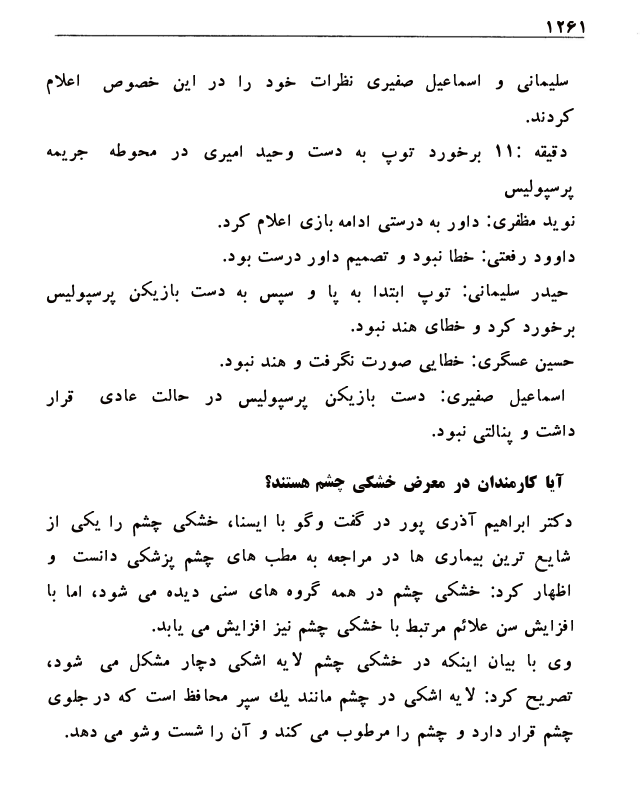 ۱۲۶۱
سلیمانی و اسماعیل صفیری نظرات خود را در این خصوص اعلام
کردند.
دقیقه ۱۱: برخورد توپ به دست وحید امیری در محوطه جریمه
پرسپولیس
نوید مظفری: داور به درستی ادامه بازی اعلام کرد.
داوود رفعتی: خطا نبود و تصمیم داور درست بود.
حیدر سلیمانی: توپ ابتدا به پا و سپس به دست بازیکن پرسپولیس
برخورد کرد و خطای هند نبود.
حسین عسگری: خطایی صورت نگرفت و هند نبود.
اسماعیل صفیری: دست بازیکن پرسپولیس در حالت عادی قرار
داشت و پنالتی نبود.
آیا کارمندان در معرض خشکی چشم هستند؟
دکتر ابراهیم آذری پور در گفت وگو با ایسنا، خشکی چشم را یکی از
شایع ترین بیماری ها در مراجعه به مطب های چشم پزشکی دانست و
اظهار کرد: خشکی چشم در همه گروه های سنی دیده می شود، اما با
افزایش سن علائم مرتبط با خشکی چشم نیز افزایش می یابد.
وی با بیان اینکه در خشکی چشم لایه اشکی دچار مشکل می شود،
تصریح کرد: لایه اشکی در چشم مانند یك سپر محافظ است که در جلوی
چشم قرار دارد و چشم را مرطوب می کند و آن را شست وشو می دهد.